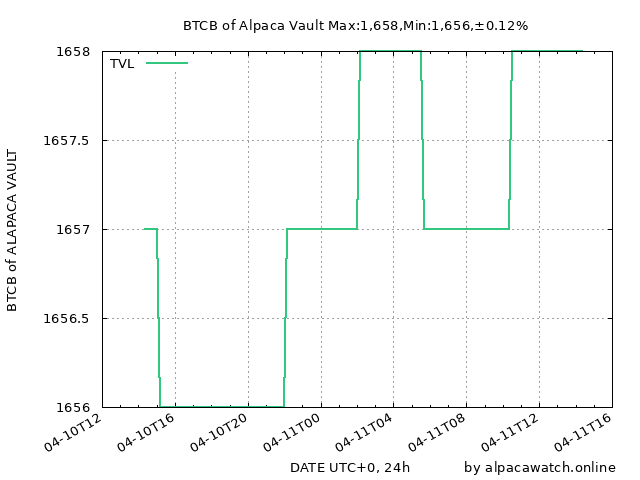 BTCB of Alpaca Vault Max:1,658,Min:1,656,±0.12%
TVL
1658
1657.5
1657
1656.5
1656
BTCB of ALAPACA VAULT
04-10T12
04-10T16
04-10T20
04-11T00
04-11T04
04-11T08
04-11T12
04-11T16
DATE UTC+0, 24h
by alpacawatch.online